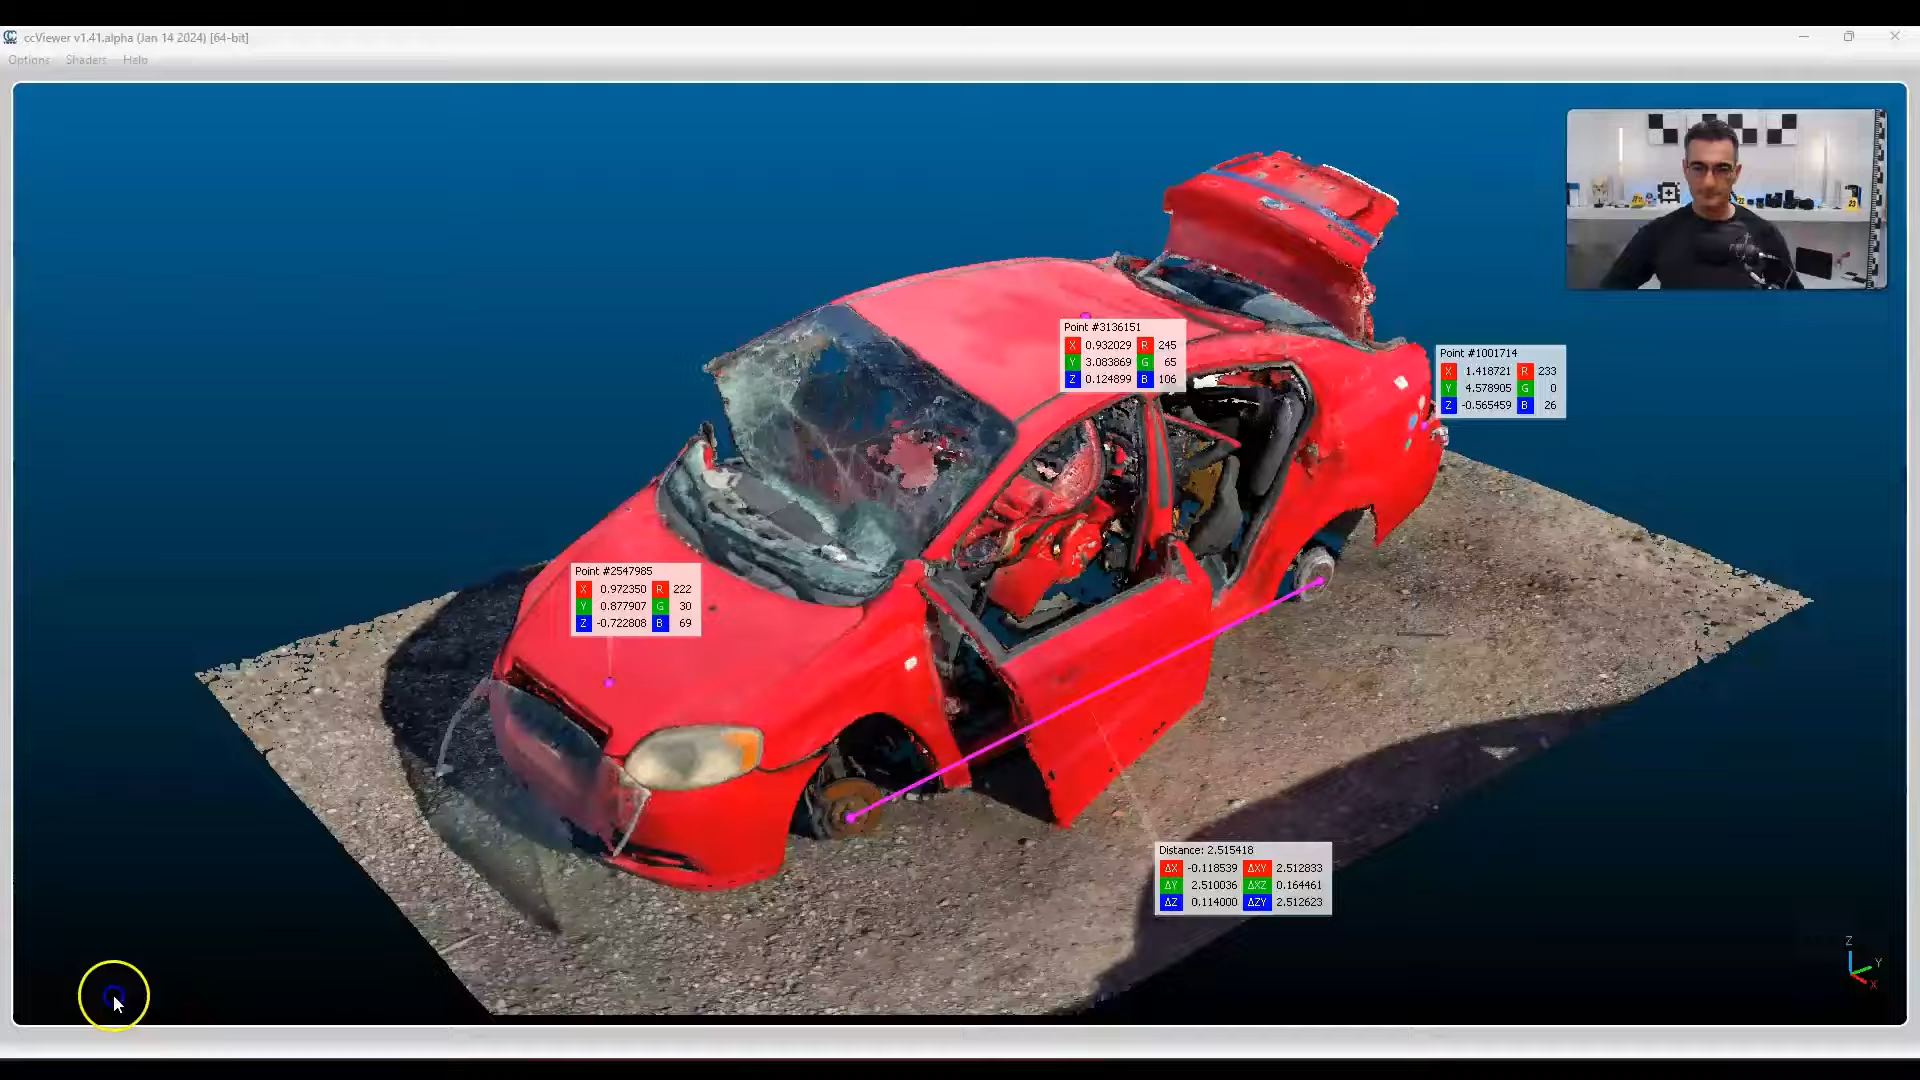 ccViewer v1.41.alpha (Jan 14 2024) [64-bit]
Options Shaders Help
Point #3136151
X 0.932029 R 245
Y 3.083869 G 65
Z 0.124899 B 106
Point #1001714
X 1.418721 R 233
Y 4.578905 G 0
Z -0.565459 B 26
Point #2547985
X 0.972350 R 222
Y 0.877907 G 30
Z -0.722808 B 69
Distance: 2.515418
ΔX -0.118539 ΔXY 2.512833
ΔY 2.510036 ΔXZ 0.164461
ΔZ 0.114000 ΔZY 2.512623
Z
Y
X
23